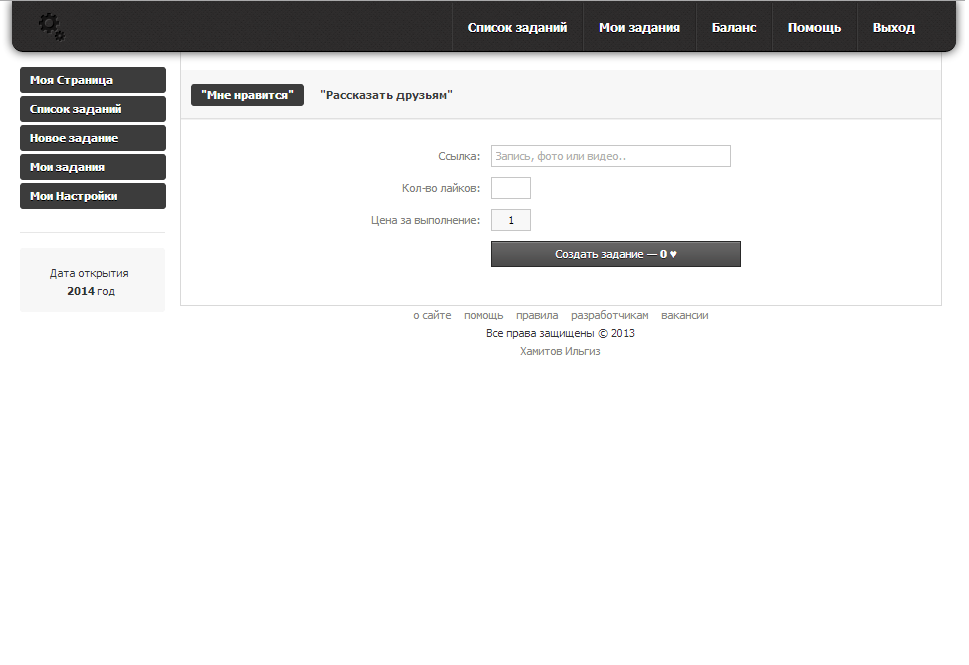 Список заданий Мои задания Баланс Помощь Выход
Моя Страница
Список заданий
Новое задание
Мои задания
Мои Настройки
Дата открытия
2014 год
"Мне нравится" "Рассказать друзьям"
Ссылка: Запись, фото или видео..
Кол-во лайков:
Цена за выполнение: 1
Создать задание — 0 ♥
о сайте помощь правила разработчикам вакансии
Все права защищены © 2013
Хамитов Ильгиз